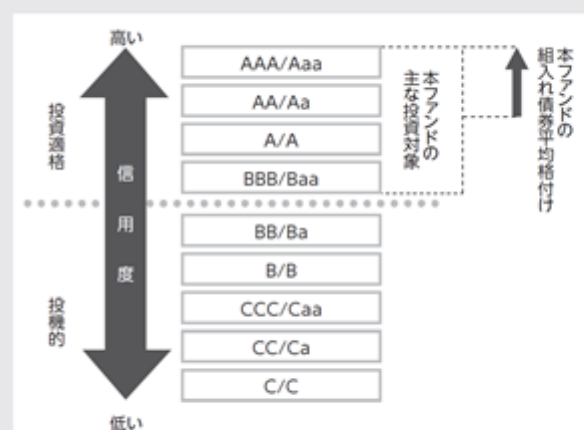 高い
投資適格
信用度
投機的
低い
AAA/Aaa
AA/Aa
A/A
BBB/Baa
BB/Ba
B/B
CCC/Caa
CC/Ca
C/C
本ファンドの
主な投資対象
本ファンドの
組入れ債券平均格付け